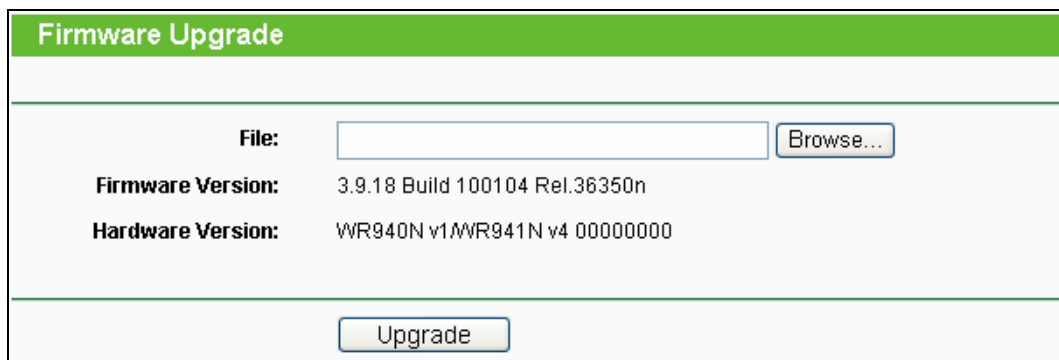 Firmware Upgrade
File: Browse...
Firmware Version: 3.9.18 Build 100104 Rel.36350n
Hardware Version: WR940N v1/WR941N v4 00000000
Upgrade